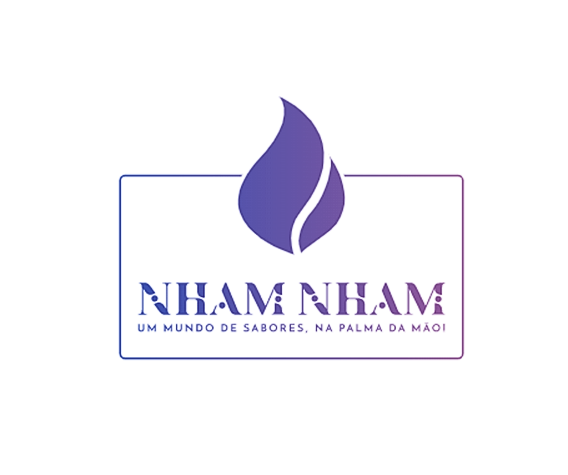 NHAM NHAM
UM MUNDO DE SABORES, NA PALMA DA MÃO!